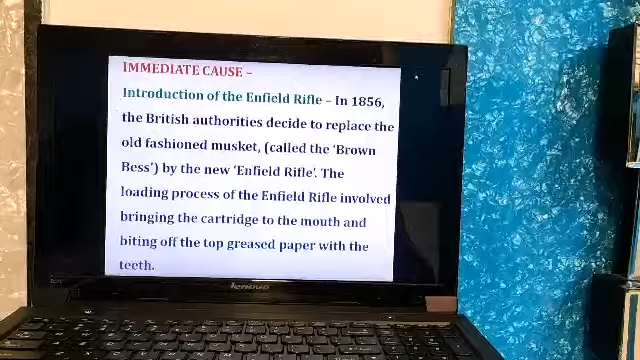 IMMEDIATE CAUSE –
Introduction of the Enfield Rifle – In 1856,
the British authorities decide to replace the
old fashioned musket, (called the 'Brown
Bess') by the new 'Enfield Rifle'. The
loading process of the Enfield Rifle involved
bringing the cartridge to the mouth and
biting off the top greased paper with the
teeth.
lenovo